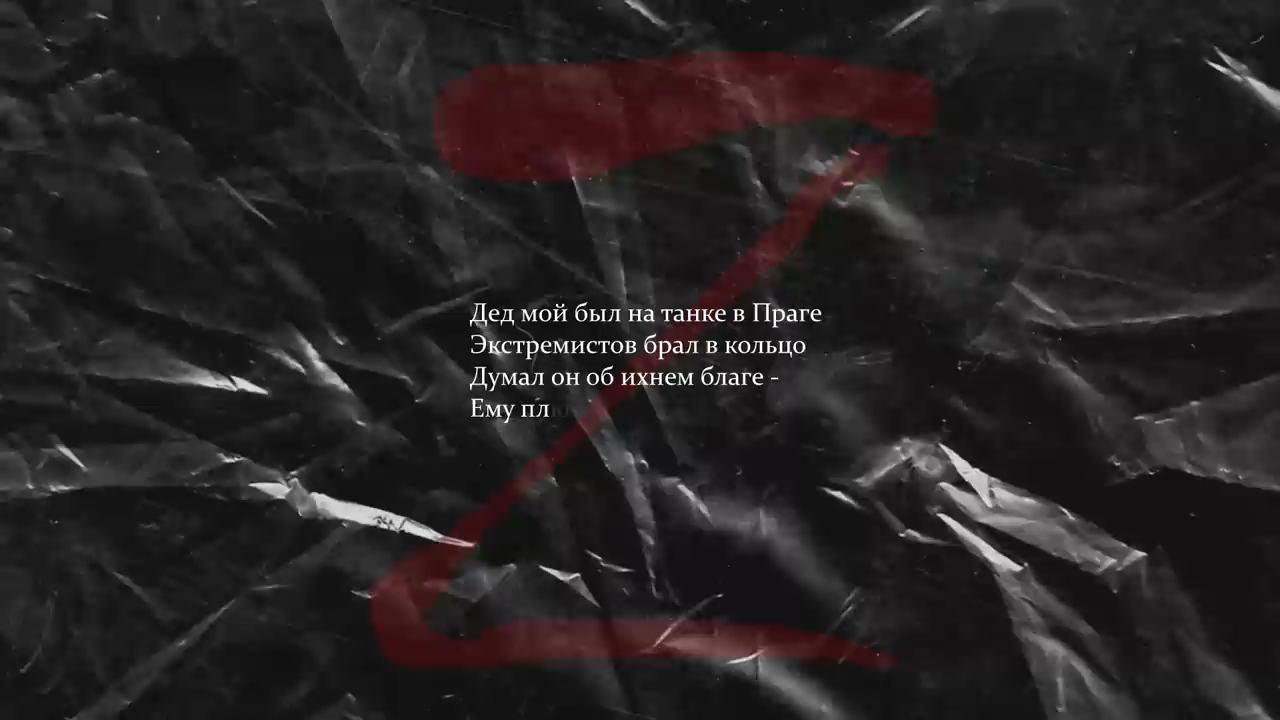 Дед мой был на танке в Праге
Экстремистов брал в кольцо
Думал он об ихнем благе -
Ему пл